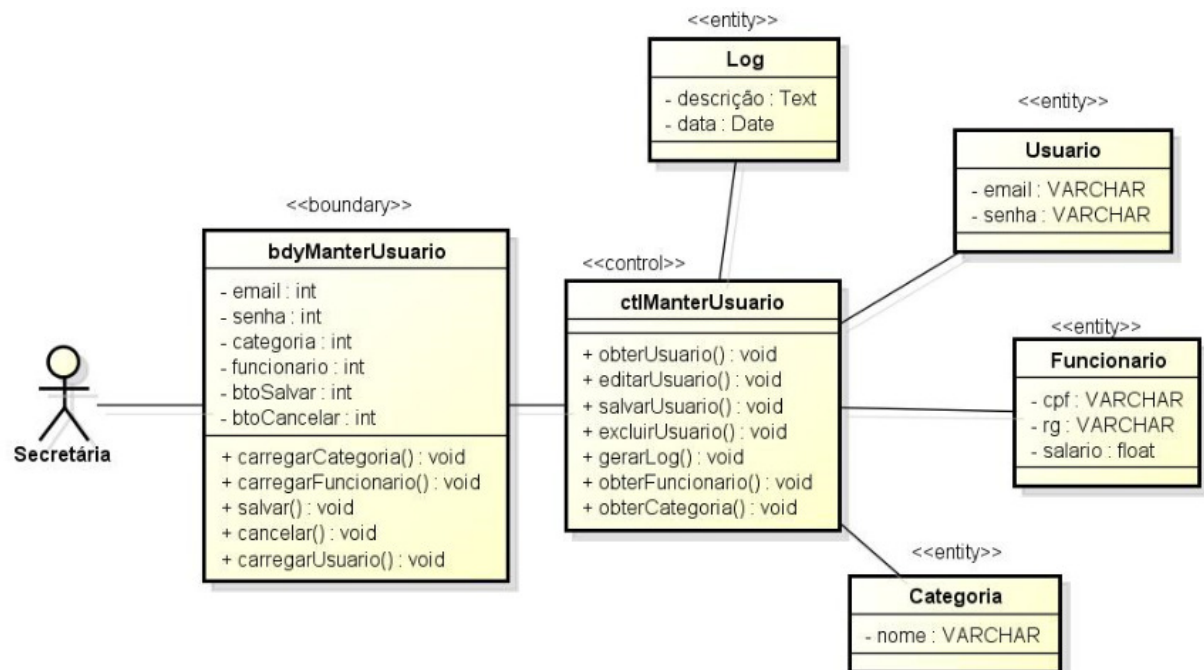 <<entity>>
Log
- descrição : Text
- data : Date
<<entity>>
Usuario
- email : VARCHAR
- senha : VARCHAR
<<boundary>>
bdyManterUsuario
- email : int
- senha : int
- categoria : int
- funcionario : int
- btoSalvar : int
- btoCancelar : int
+ carregarCategoria() : void
+ carregarFuncionario() : void
+ salvar() : void
+ cancelar() : void
+ carregarUsuario() : void
<<control>>
ctlManterUsuario
+ obterUsuario() : void
+ editarUsuario() : void
+ salvarUsuario() : void
+ excluirUsuario() : void
+ gerarLog() : void
+ obterFuncionario() : void
+ obterCategoria() : void
<<entity>>
Funcionario
- cpf : VARCHAR
- rg : VARCHAR
- salario : float
Secretária
<<entity>>
Categoria
- nome : VARCHAR